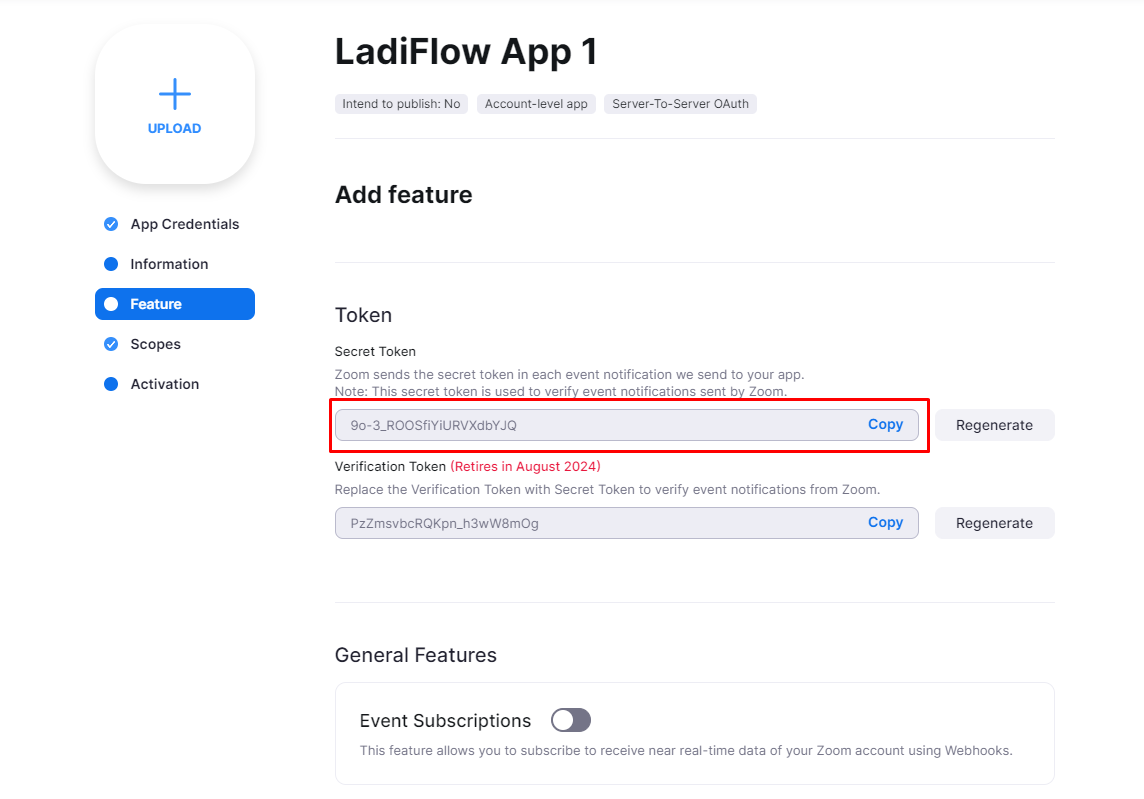 LadiFlow App 1
UPLOAD
Intend to publish: No
Account-level app
Server-To-Server OAuth
App Credentials
Information
Feature
Scopes
Activation
Add feature
Token
Secret Token
Zoom sends the secret token in each event notification we send to your app.
Note: This secret token is used to verify event notifications sent by Zoom.
9o-3_ROOSfiYiURVXdbYJQ
Copy
Regenerate
Verification Token (Retires in August 2024)
Replace the Verification Token with Secret Token to verify event notifications from Zoom.
PzZmsvbcRQKpn_h3wW8mOg
Copy
Regenerate
General Features
Event Subscriptions
This feature allows you to subscribe to receive near real-time data of your Zoom account using Webhooks.